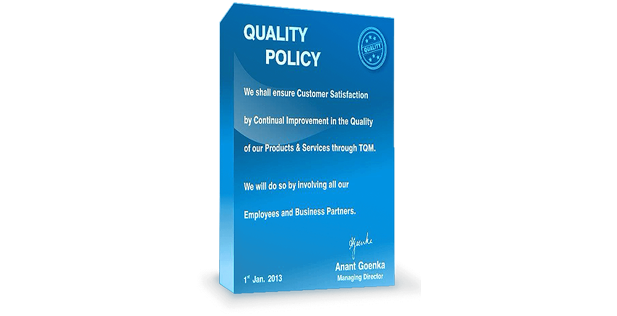 QUALITY
POLICY
QUALITY
We shall ensure Customer Satisfaction
by Continual Improvement in the Quality
of our Products & Services through TQM.
We will do so by involving all our
Employees and Business Partners.
AGoenka
Anant Goenka
1st Jan. 2013
Managing Director